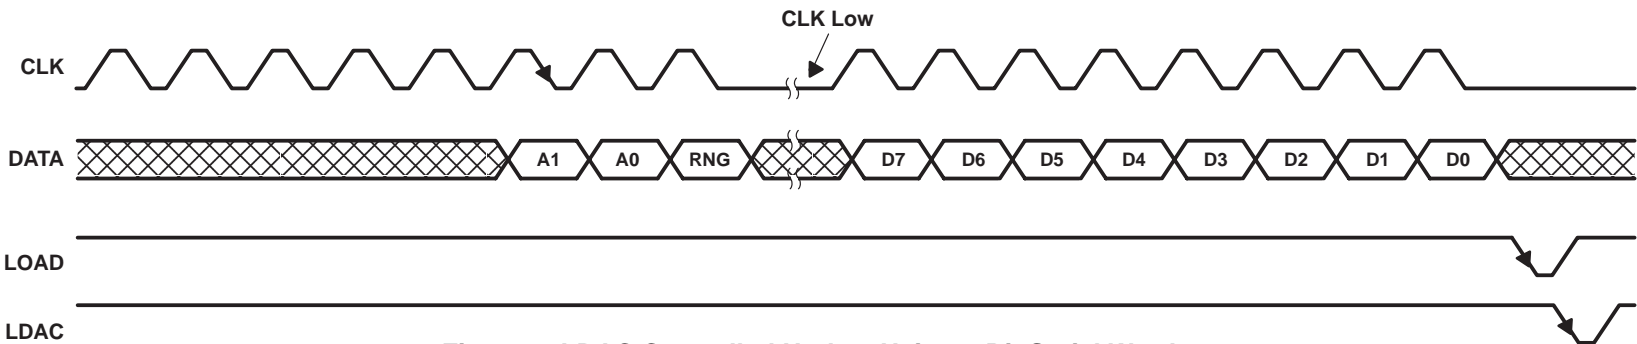 CLK Low
CLK
DATA A1 A0 RNG D7 D6 D5 D4 D3 D2 D1 D0
LOAD
LDAC